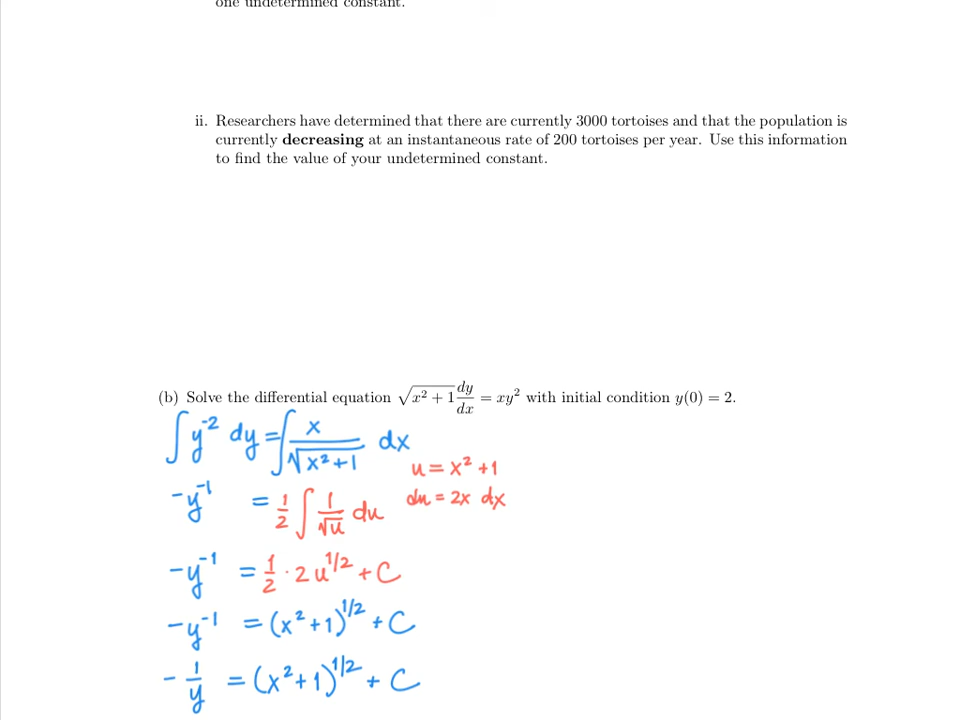 one undetermined constant.
ii. Researchers have determined that there are currently 3000 tortoises and that the population is
currently decreasing at an instantaneous rate of 200 tortoises per year. Use this information
to find the value of your undetermined constant.
(b) Solve the differential equation √(x² + 1) dy/dx = xy² with initial condition y(0) = 2.
∫ y⁻² dy = ∫ x/√(x²+1) dx
u = x² + 1
-y⁻¹ = 1/2 ∫ 1/√u du
du = 2x dx
-y⁻¹ = 1/2 · 2u^(1/2) + C
-y⁻¹ = (x² + 1)^(1/2) + C
- 1/y = (x² + 1)^(1/2) + C